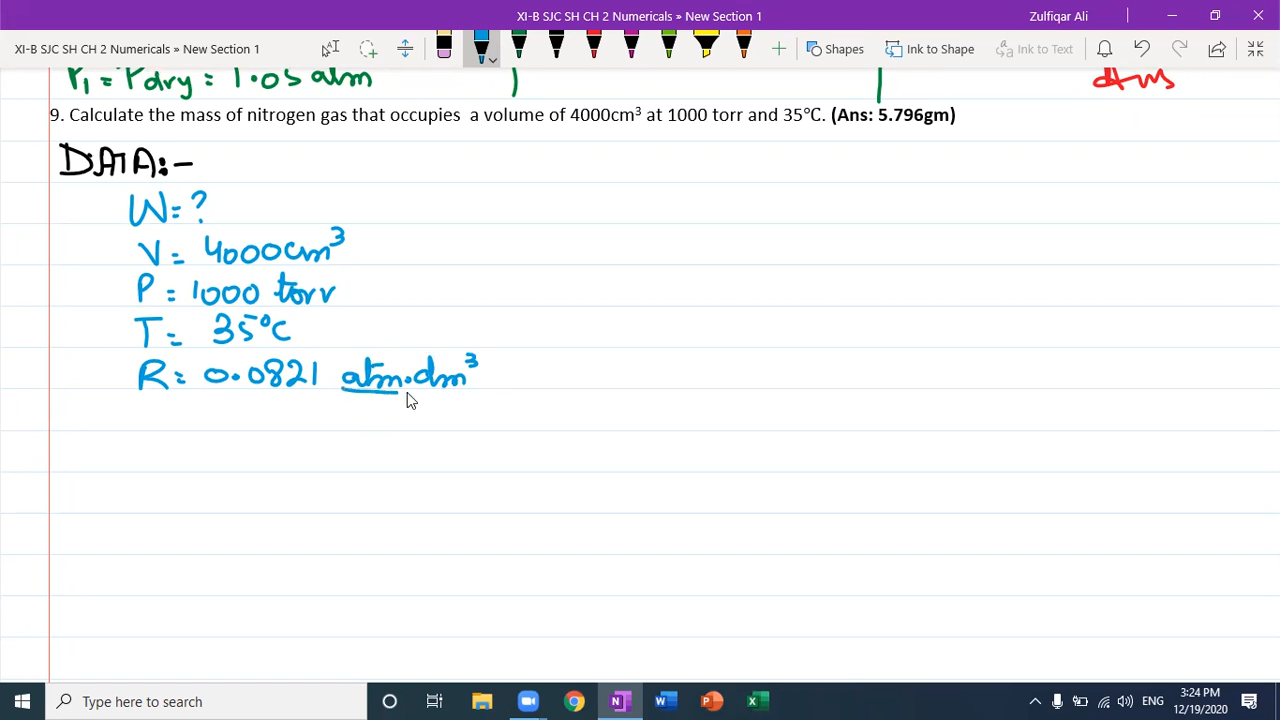 XI-B SJC SH CH 2 Numericals » New Section 1
Zulfiqar Ali
XI-B SJC SH CH 2 Numericals » New Section 1
Shapes
Ink to Shape
Ink to Text
P₁ = Pdry = 1.05 atm
Ans
9. Calculate the mass of nitrogen gas that occupies a volume of 4000cm³ at 1000 torr and 35°C. (Ans: 5.796gm)
DATA:-
W = ?
V = 4000cm³
P = 1000 torr
T = 35°C
R = 0.0821 atm.dm³
Type here to search
ENG
3:24 PM
12/19/2020